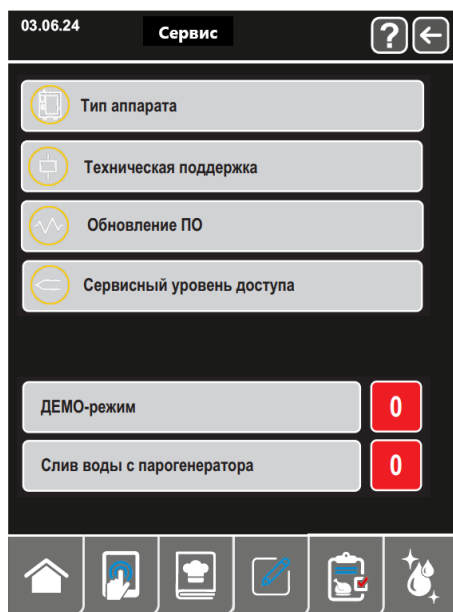 03.06.24
Сервис
?
Тип аппарата
Техническая поддержка
Обновление ПО
Сервисный уровень доступа
ДЕМО-режим
0
Слив воды с парогенератора
0